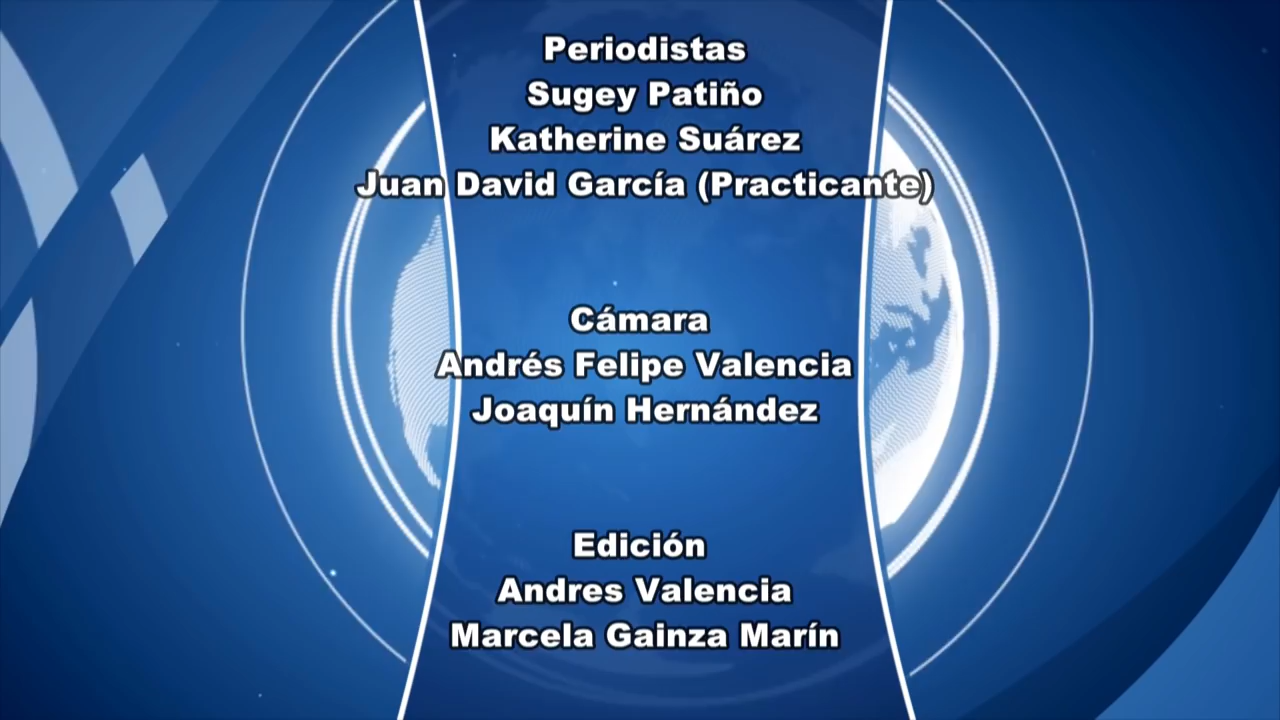 Periodistas
Sugey Patiño
Katherine Suárez
Juan David García (Practicante)
Cámara
Andrés Felipe Valencia
Joaquín Hernández
Edición
Andres Valencia
Marcela Gainza Marín